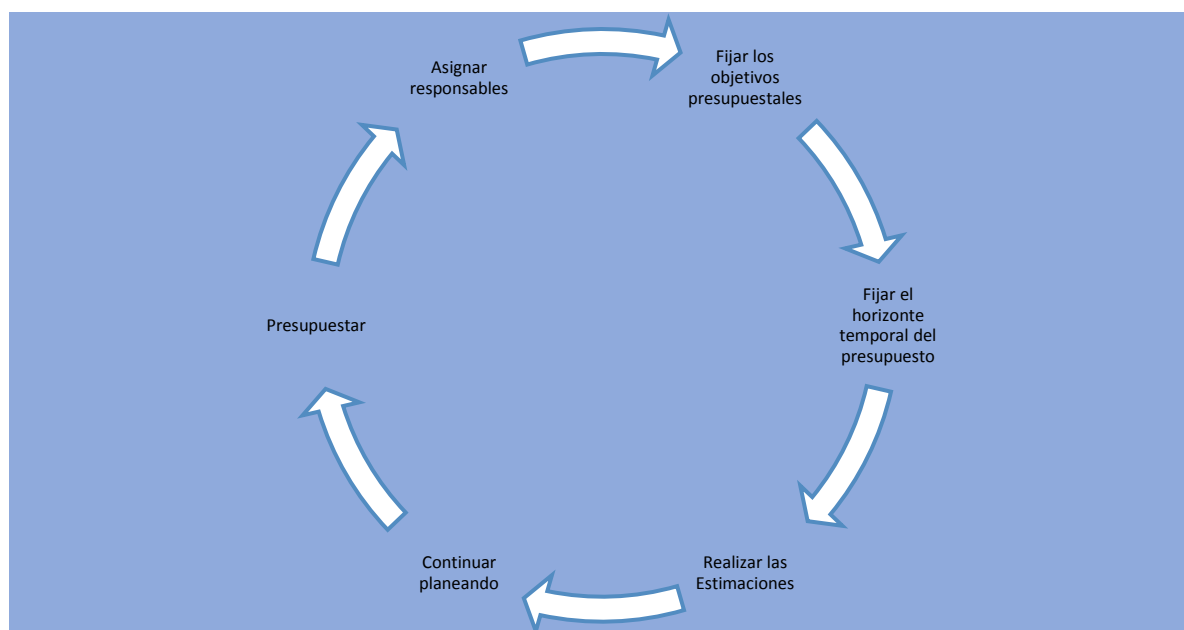 Asignar
responsables
Fijar los
objetivos
presupuestales
Fijar el
horizonte
temporal del
presupuesto
Realizar las
Estimaciones
Continuar
planeando
Presupuestar